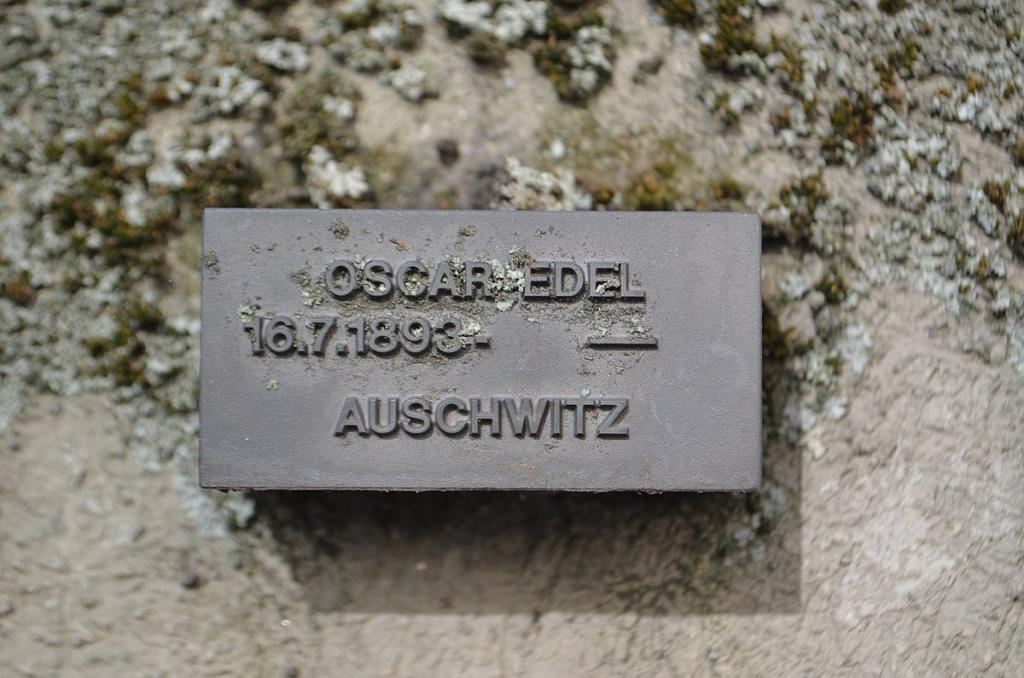 OSCAR EDEL
16.7.1893- —
AUSCHWITZ